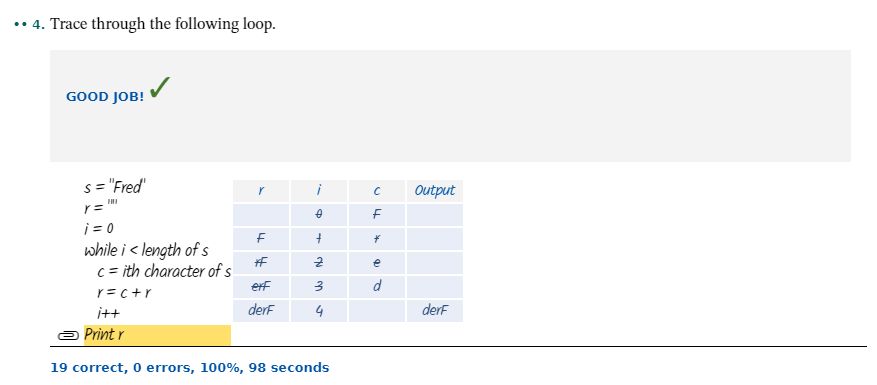 •• 4. Trace through the following loop.
GOOD JOB! ✓
s = "Fred"
r = ""
i = 0
while i < length of s
c = ith character of s
r = c + r
i++
Print r
r i c Output
0 F
F 1 r
rF 2 e
erF 3 d
derF 4 derF
19 correct, 0 errors, 100%, 98 seconds